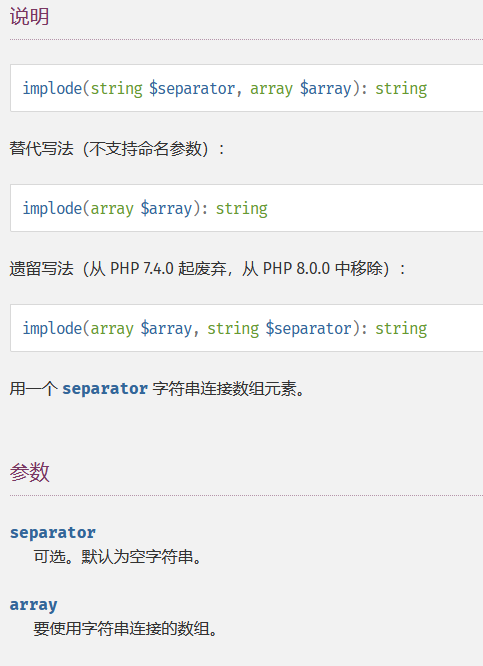 说明
implode(string $separator, array $array): string
替代写法（不支持命名参数）:
implode(array $array): string
遗留写法（从 PHP 7.4.0 起废弃，从 PHP 8.0.0 中移除）:
implode(array $array, string $separator): string
用一个 separator 字符串连接数组元素。
参数
separator
可选。默认为空字符串。
array
要使用字符串连接的数组。